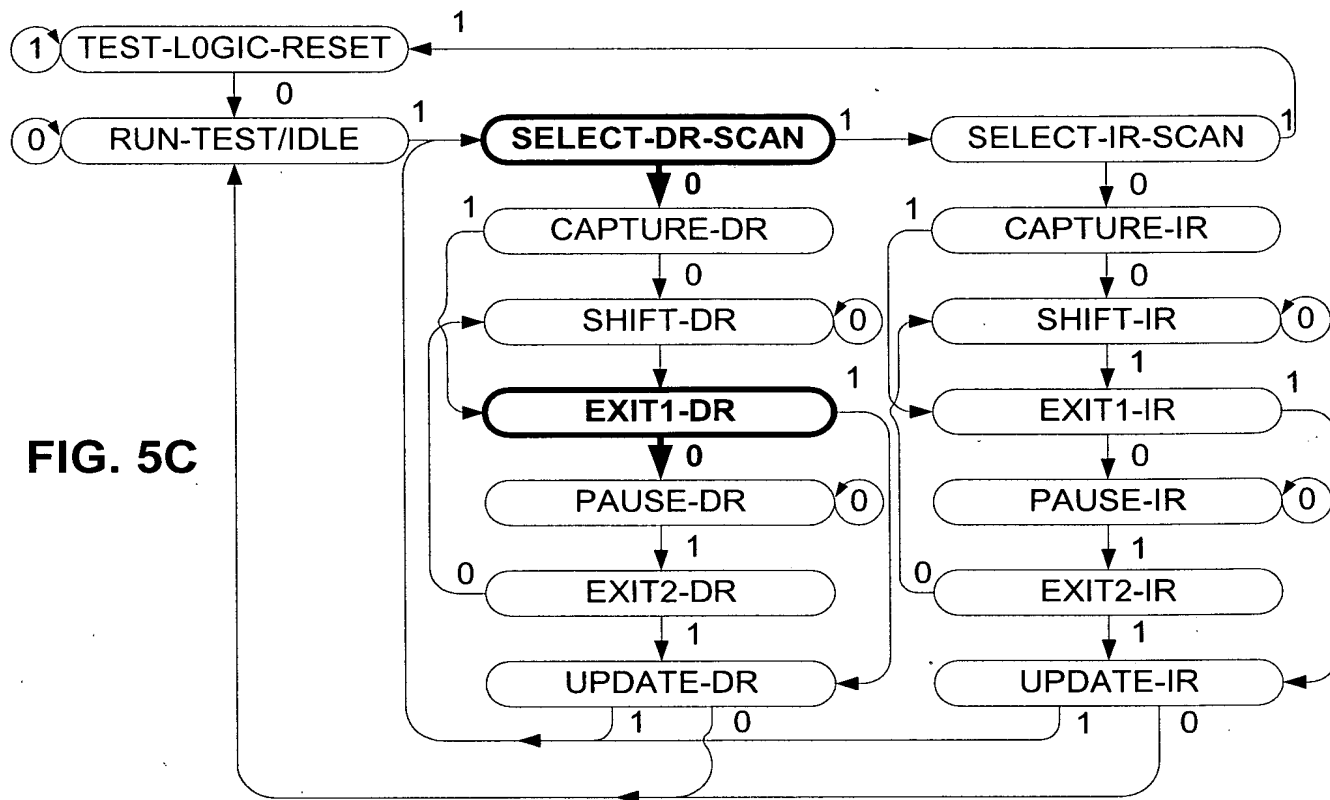 1
1 TEST-L0GIC-RESET
0
0 RUN-TEST/IDLE 1 SELECT-DR-SCAN 1 SELECT-IR-SCAN 1
0 0
1 CAPTURE-DR 1 CAPTURE-IR
0 0
SHIFT-DR 0 SHIFT-IR 0
1
EXIT1-DR 1 EXIT1-IR 1
FIG. 5C
0 0
PAUSE-DR 0 PAUSE-IR 0
1 1
0 EXIT2-DR 0 EXIT2-IR
1 1
UPDATE-DR UPDATE-IR
1 0 1 0